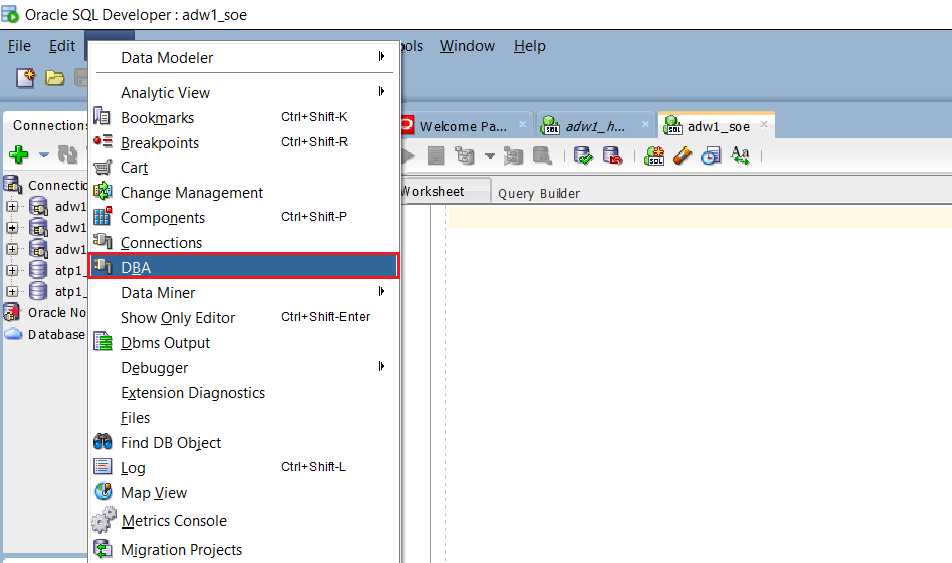 Oracle SQL Developer : adw1_soe
File Edit ools Window Help
Connections
Welcome Pa... adw1_h... adw1_soe
Worksheet Query Builder
Connectio
adw1
adw1
adw1
atp1_
atp1_
Oracle No
Database
Data Modeler
Analytic View
Bookmarks Ctrl+Shift-K
Breakpoints Ctrl+Shift-R
Cart
Change Management
Components Ctrl+Shift-P
Connections
DBA
Data Miner
Show Only Editor Ctrl+Shift-Enter
Dbms Output
Debugger
Extension Diagnostics
Files
Find DB Object
Log Ctrl+Shift-L
Map View
Metrics Console
Migration Projects